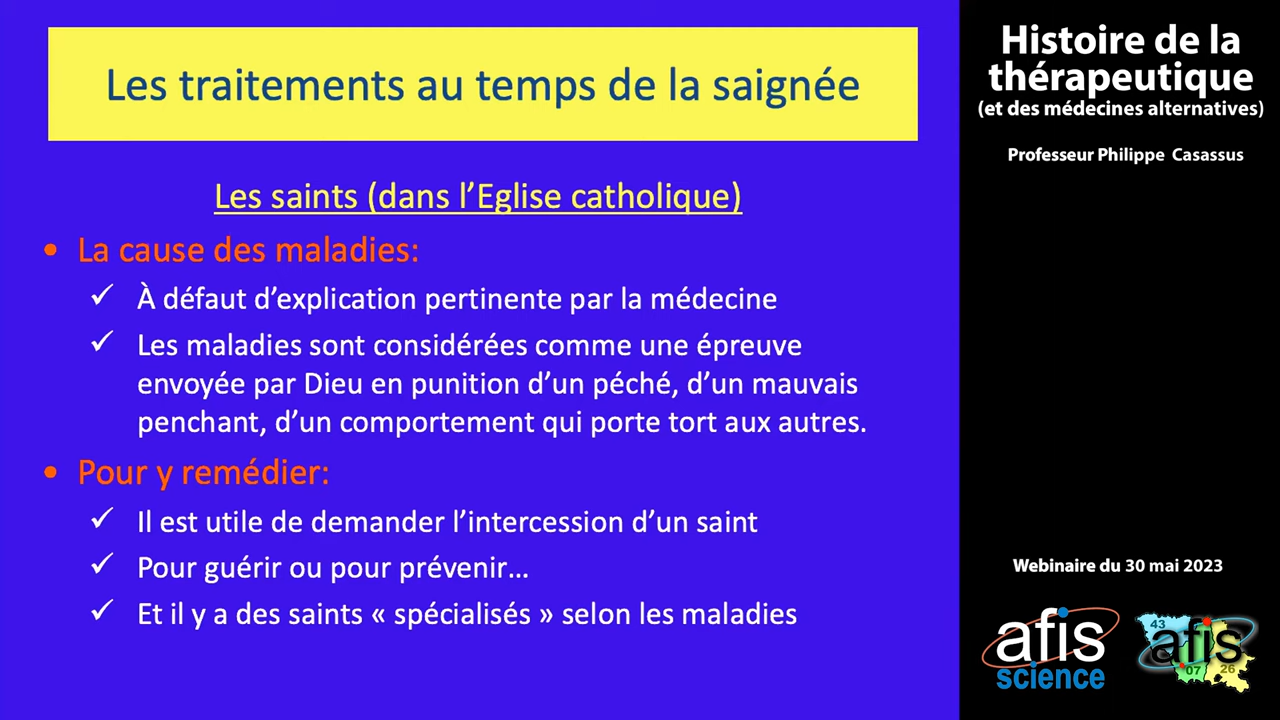 Les traitements au temps de la saignée
Les saints (dans l’Eglise catholique)
• La cause des maladies:
✓ À défaut d’explication pertinente par la médecine
✓ Les maladies sont considérées comme une épreuve
envoyée par Dieu en punition d’un péché, d’un mauvais
penchant, d’un comportement qui porte tort aux autres.
• Pour y remédier:
✓ Il est utile de demander l’intercession d’un saint
✓ Pour guérir ou pour prévenir…
✓ Et il y a des saints « spécialisés » selon les maladies
Histoire de la
thérapeutique
(et des médecines alternatives)
Professeur Philippe Casassus
Webinaire du 30 mai 2023
afis
science
43
afis
07
26